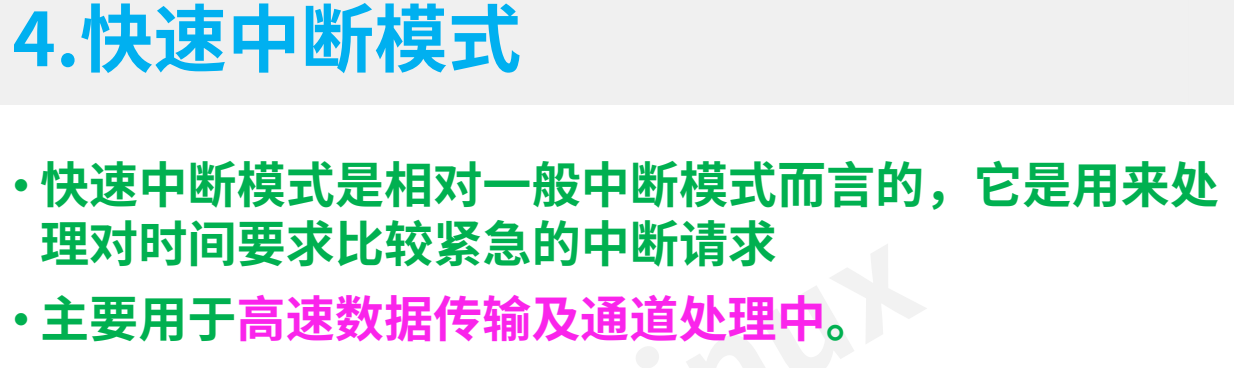 4.快速中断模式
• 快速中断模式是相对一般中断模式而言的，它是用来处
理对时间要求比较紧急的中断请求
• 主要用于高速数据传输及通道处理中。
inux